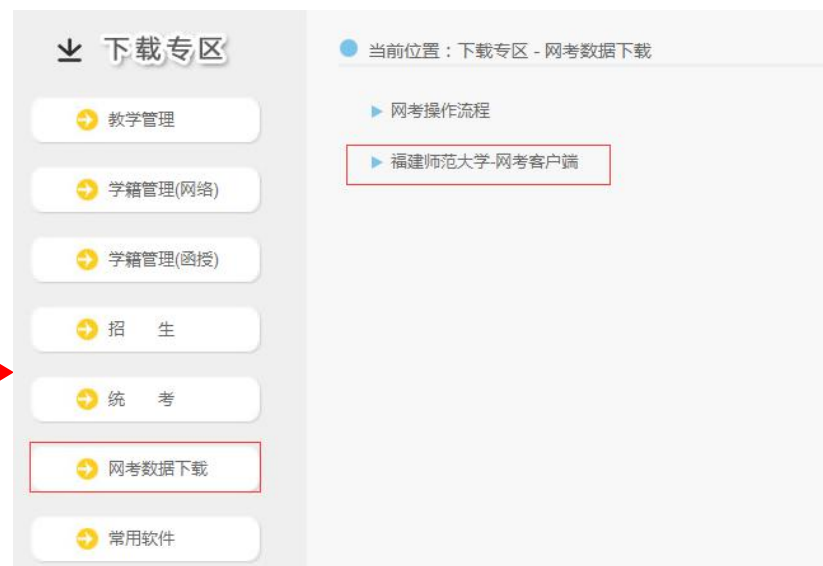 下载专区
教学管理
学籍管理(网络)
学籍管理(函授)
招 生
统 考
网考数据下载
常用软件
当前位置：下载专区 - 网考数据下载
网考操作流程
福建师范大学-网考客户端